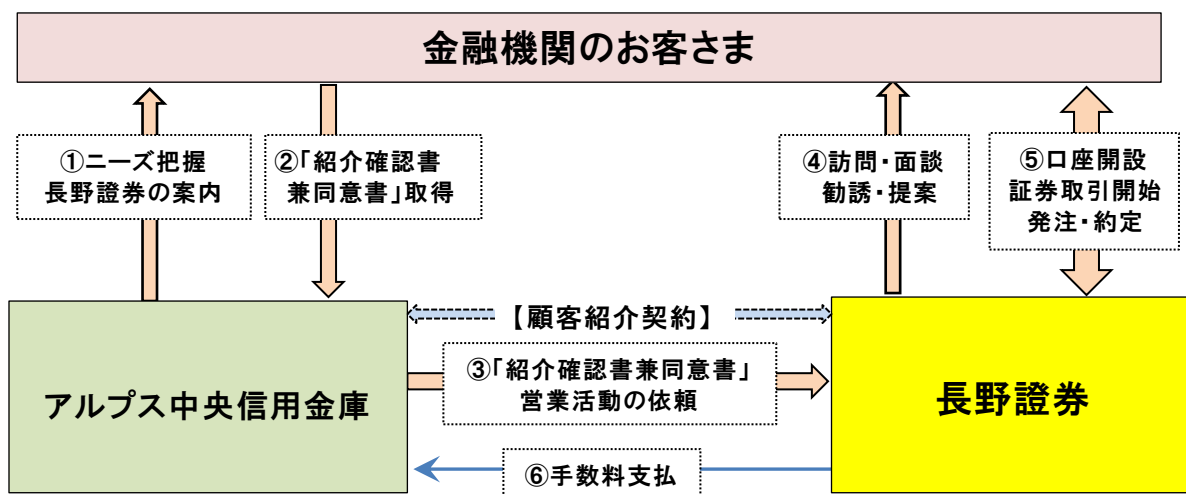 金融機関のお客さま
①ニーズ把握
長野證券の案内
②「紹介確認書
兼同意書」取得
④訪問・面談
勧誘・提案
⑤口座開設
証券取引開始
発注・約定
アルプス中央信用金庫
【顧客紹介契約】
③「紹介確認書兼同意書」
営業活動の依頼
長野證券
⑥手数料支払